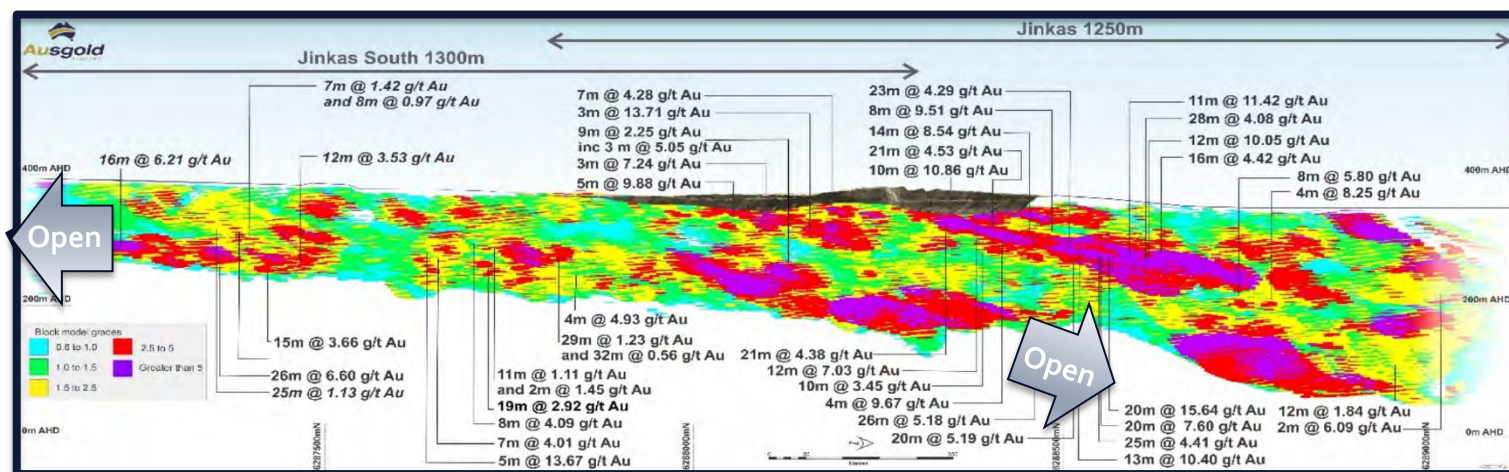 Ausgold
LIMITED
Jinkas 1250m
Jinkas South 1300m
7m @ 1.42 g/t Au
and 8m @ 0.97 g/t Au
16m @ 6.21 g/t Au
12m @ 3.53 g/t Au
7m @ 4.28 g/t Au
3m @ 13.71 g/t Au
9m @ 2.25 g/t Au
inc 3 m @ 5.05 g/t Au
3m @ 7.24 g/t Au
5m @ 9.88 g/t Au
23m @ 4.29 g/t Au
8m @ 9.51 g/t Au
14m @ 8.54 g/t Au
21m @ 4.53 g/t Au
10m @ 10.86 g/t Au
11m @ 11.42 g/t Au
28m @ 4.08 g/t Au
12m @ 10.05 g/t Au
16m @ 4.42 g/t Au
8m @ 5.80 g/t Au
4m @ 8.25 g/t Au
400m AHD
400m AHD
Open
200m AHD
200m AHD
Block model grades
0.6 to 1.0
1.0 to 1.5
1.5 to 2.5
2.5 to 5
Greater than 5
15m @ 3.66 g/t Au
26m @ 6.60 g/t Au
25m @ 1.13 g/t Au
4m @ 4.93 g/t Au
29m @ 1.23 g/t Au
and 32m @ 0.56 g/t Au
11m @ 1.11 g/t Au
and 2m @ 1.45 g/t Au
19m @ 2.92 g/t Au
8m @ 4.09 g/t Au
7m @ 4.01 g/t Au
5m @ 13.67 g/t Au
21m @ 4.38 g/t Au
12m @ 7.03 g/t Au
10m @ 3.45 g/t Au
4m @ 9.67 g/t Au
26m @ 5.18 g/t Au
20m @ 5.19 g/t Au
Open
20m @ 15.64 g/t Au
20m @ 7.60 g/t Au
25m @ 4.41 g/t Au
13m @ 10.40 g/t Au
12m @ 1.84 g/t Au
2m @ 6.09 g/t Au
0m AHD
0m AHD
6287500mN
6288000mN
6288500mN
6289000mN